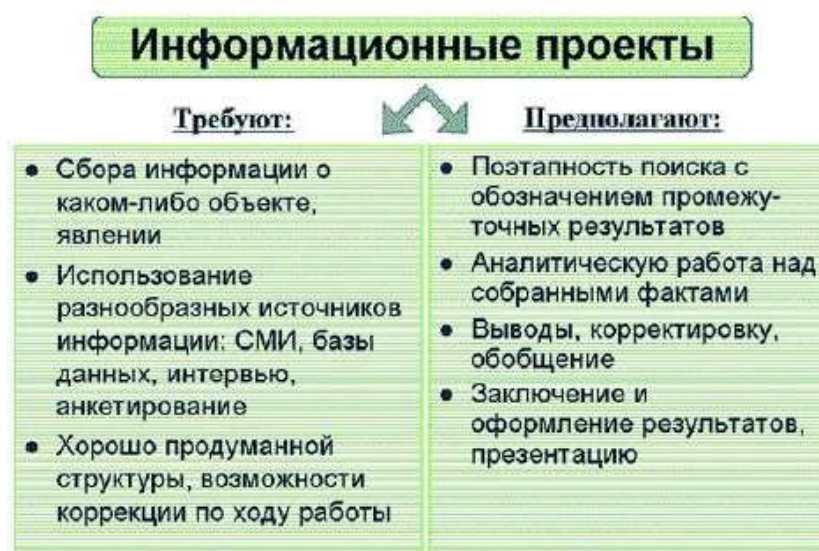 Информационные проекты
Требуют:
Предполагают:
• Сбора информации о
каком-либо объекте,
явлении
• Использование
разнообразных источников
информации: СМИ, базы
данных, интервью,
анкетирование
• Хорошо продуманной
структуры, возможности
коррекции по ходу работы
• Поэтапность поиска с
обозначением промежу-
точных результатов
• Аналитическую работа над
собранными фактами
• Выводы, корректировку,
обобщение
• Заключение и
оформление результатов,
презентацию